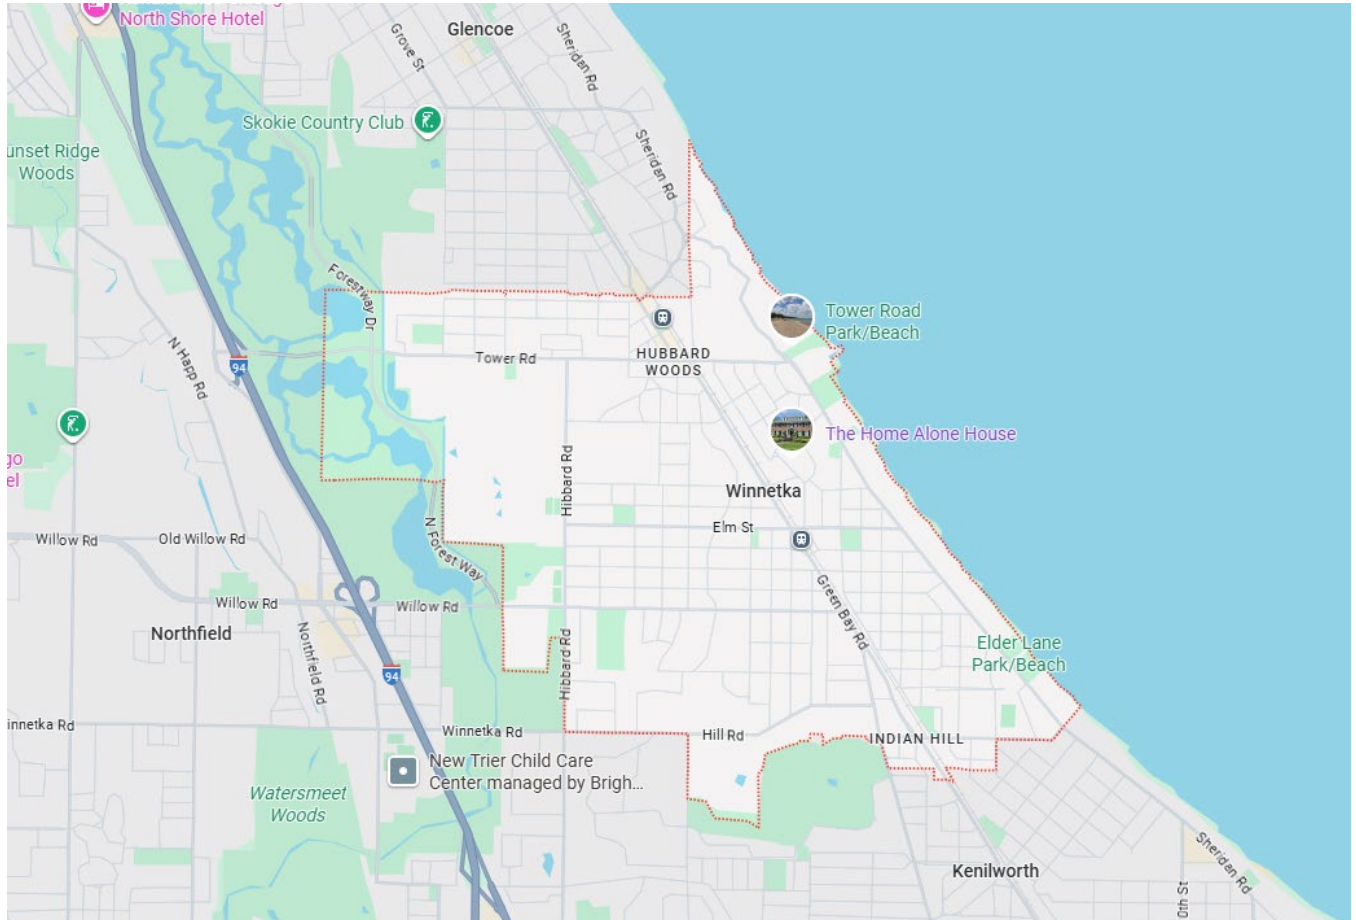 North Shore Hotel
Glencoe
Grove St
Sheridan Rd
Skokie Country Club
Sheridan Rd
unset Ridge
Woods
Forestway Dr
Tower Road
Park/Beach
N Happ Rd
94
Tower Rd
HUBBARD
WOODS
The Home Alone House
go
el
Hibbard Rd
Winnetka
Elm St
Willow Rd
Old Willow Rd
N Forest Way
Willow Rd
Willow Rd
Green Bay Rd
Northfield
Northfield Rd
Hibbard Rd
Elder Lane
Park/Beach
94
innetka Rd
Winnetka Rd
Hill Rd
INDIAN HILL
New Trier Child Care
Center managed by Brigh...
Watersmeet
Woods
Kenilworth
Sheridan Rd
0th St